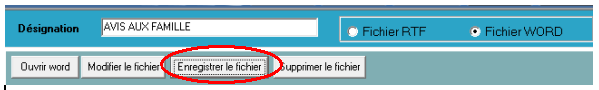 Désignation AVIS AUX FAMILLE Fichier RTF Fichier WORD
Ouvrir word Modifier le fichier Enregistrer le fichier Supprimer le fichier